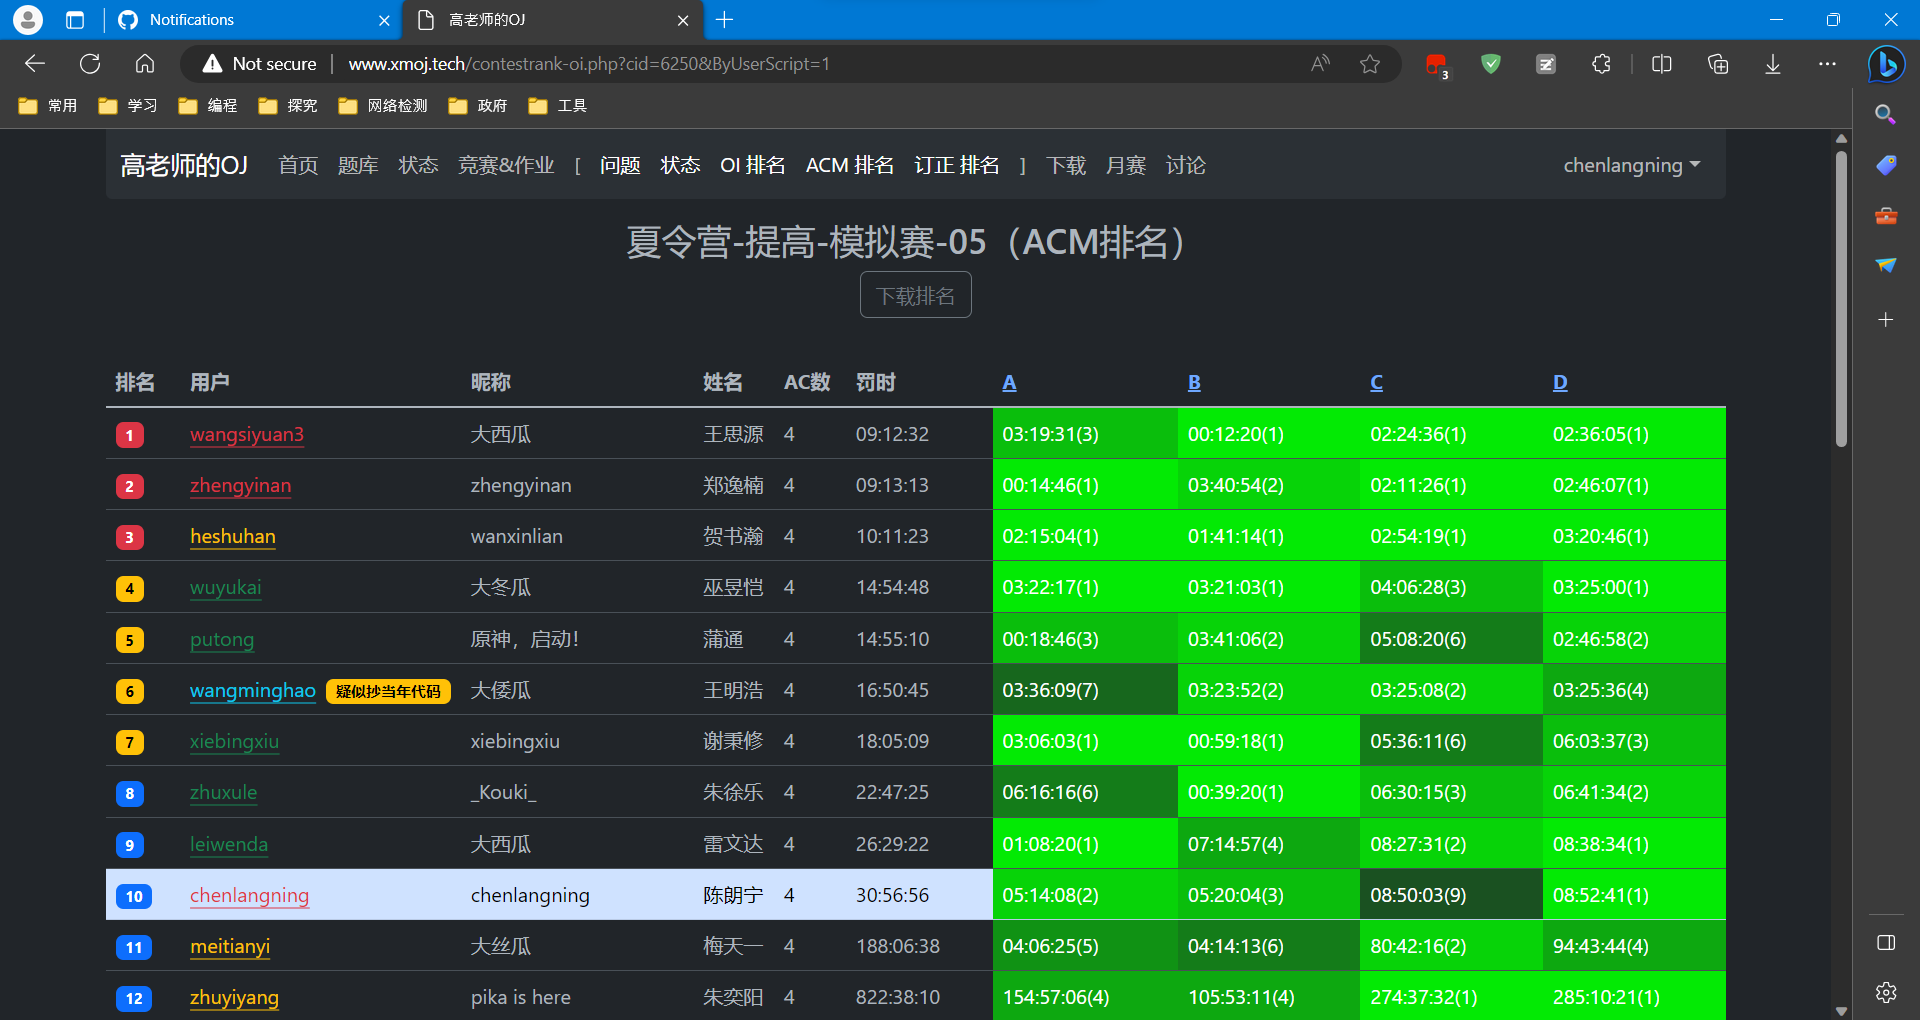 Notifications
高老师的OJ
Not secure
www.xmoj.tech/contestrank-oi.php?cid=6250&ByUserScript=1
3
常用 学习 编程 探究 网络检测 政府 工具
高老师的OJ 首页 题库 状态 竞赛&作业 [ 问题 状态 OI 排名 ACM 排名 订正 排名 ] 下载 月赛 讨论 chenlangning
夏令营-提高-模拟赛-05（ACM排名）
下载排名
排名 用户 昵称 姓名 AC数 罚时 A B C D
1 wangsiyuan3 大西瓜 王思源 4 09:12:32 03:19:31(3) 00:12:20(1) 02:24:36(1) 02:36:05(1)
2 zhengyinan zhengyinan 郑逸楠 4 09:13:13 00:14:46(1) 03:40:54(2) 02:11:26(1) 02:46:07(1)
3 heshuhan wanxinlian 贺书瀚 4 10:11:23 02:15:04(1) 01:41:14(1) 02:54:19(1) 03:20:46(1)
4 wuyukai 大冬瓜 巫昱恺 4 14:54:48 03:22:17(1) 03:21:03(1) 04:06:28(3) 03:25:00(1)
5 putong 原神，启动！ 蒲通 4 14:55:10 00:18:46(3) 03:41:06(2) 05:08:20(6) 02:46:58(2)
6 wangminghao 疑似抄当年代码 大倭瓜 王明浩 4 16:50:45 03:36:09(7) 03:23:52(2) 03:25:08(2) 03:25:36(4)
7 xiebingxiu xiebingxiu 谢秉修 4 18:05:09 03:06:03(1) 00:59:18(1) 05:36:11(6) 06:03:37(3)
8 zhuxule _Kouki_ 朱徐乐 4 22:47:25 06:16:16(6) 00:39:20(1) 06:30:15(3) 06:41:34(2)
9 leiwenda 大西瓜 雷文达 4 26:29:22 01:08:20(1) 07:14:57(4) 08:27:31(2) 08:38:34(1)
10 chenlangning chenlangning 陈朗宁 4 30:56:56 05:14:08(2) 05:20:04(3) 08:50:03(9) 08:52:41(1)
11 meitianyi 大丝瓜 梅天一 4 188:06:38 04:06:25(5) 04:14:13(6) 80:42:16(2) 94:43:44(4)
12 zhuyiyang pika is here 朱奕阳 4 822:38:10 154:57:06(4) 105:53:11(4) 274:37:32(1) 285:10:21(1)